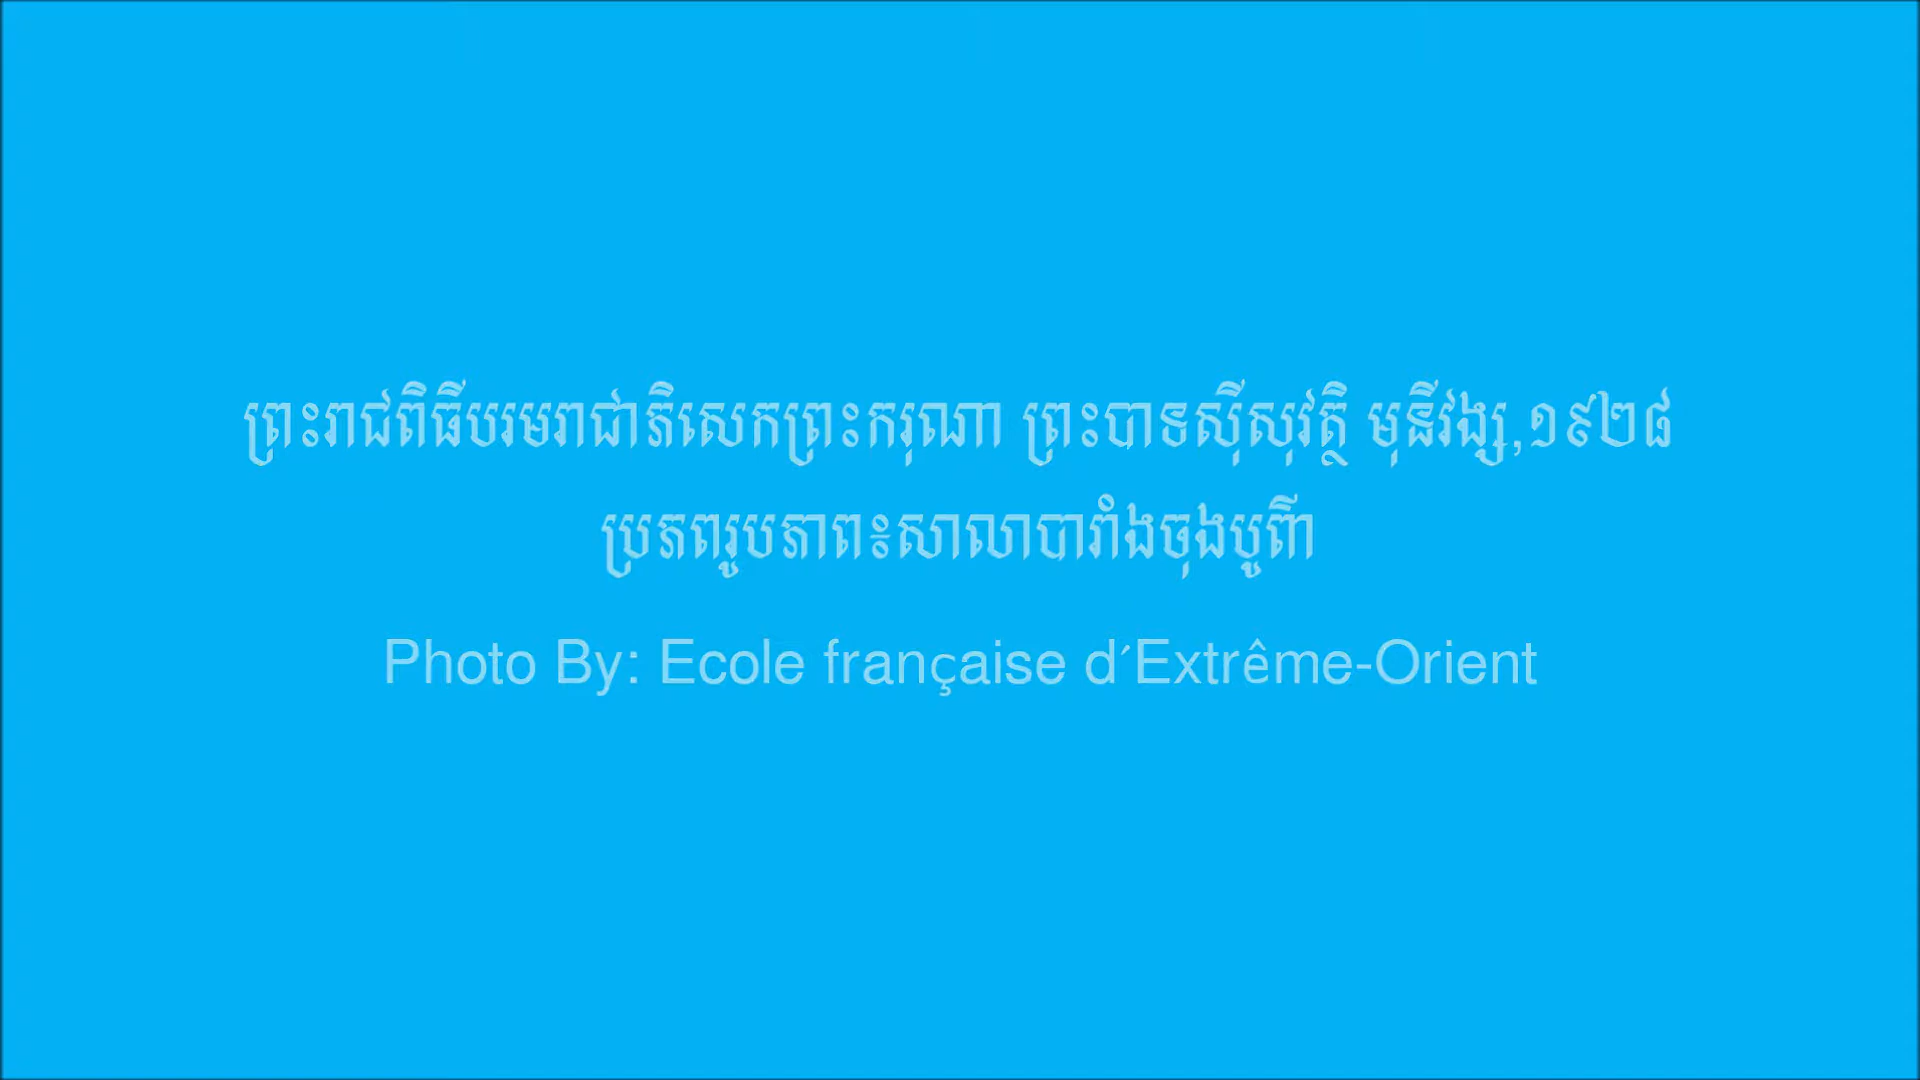 ព្រះរាជពិធីបរមរាជាភិសេកព្រះករុណា ព្រះបាទស៊ីសុវត្ថិ មុនីវង្ស,១៩២៨
ប្រភពរូបភាព៖សាលាបារាំងចុងបូព៌ា
Photo By: Ecole française d´Extrême-Orient